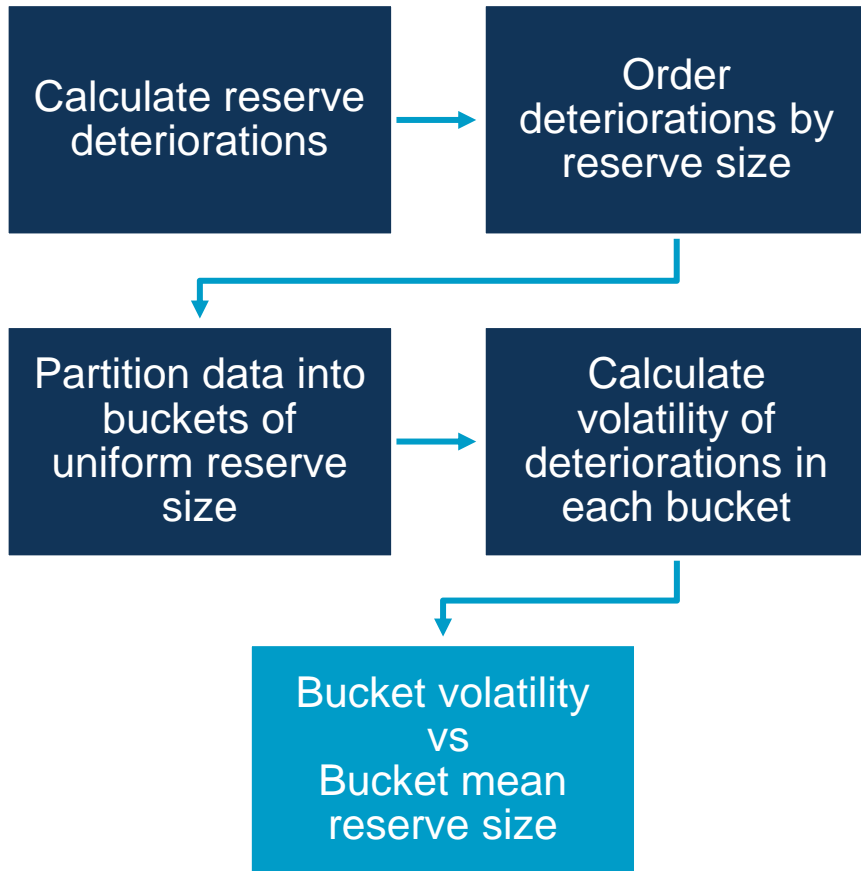 Calculate reserve
deteriorations
Order
deteriorations by
reserve size
Partition data into
buckets of
uniform reserve
size
Calculate
volatility of
deteriorations in
each bucket
Bucket volatility
vs
Bucket mean
reserve size